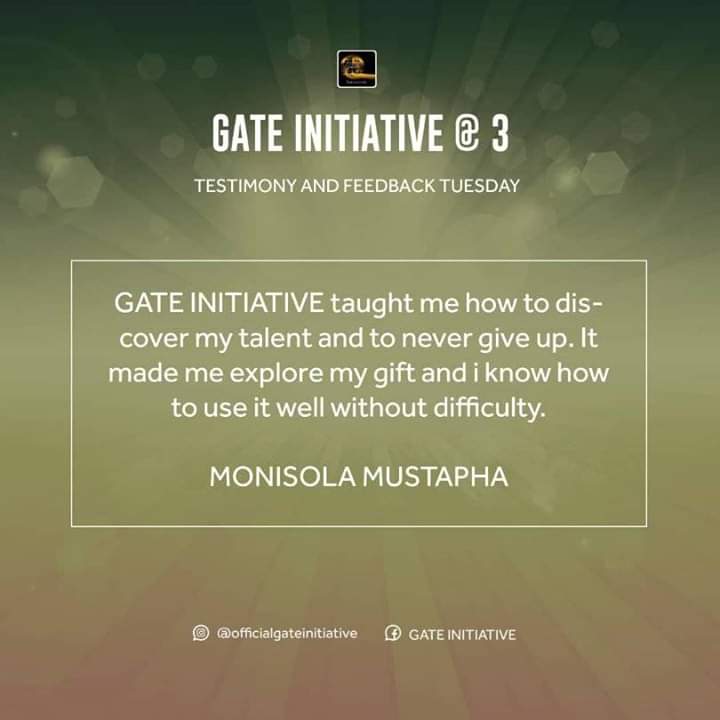 GATE INITIATIVE @ 3
TESTIMONY AND FEEDBACK TUESDAY
GATE INITIATIVE taught me how to dis-
cover my talent and to never give up. It
made me explore my gift and i know how
to use it well without difficulty.
MONISOLA MUSTAPHA
@officialgateinitiative GATE INITIATIVE